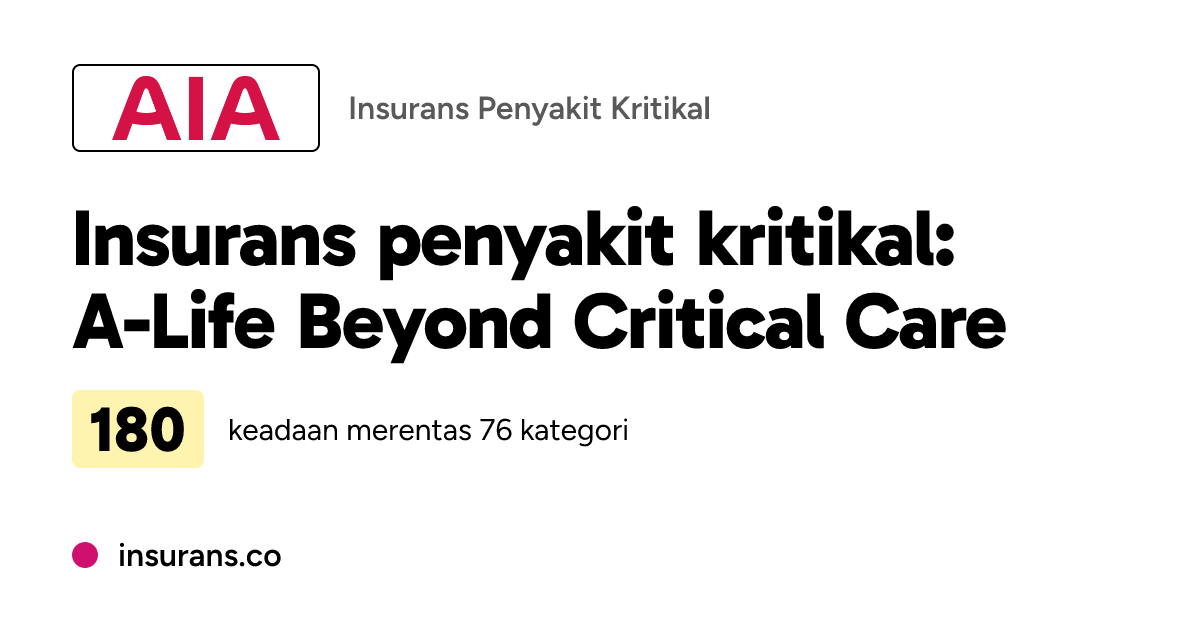 AIA
Insurans Penyakit Kritikal
Insurans penyakit kritikal:
A-Life Beyond Critical Care
180
keadaan merentas 76 kategori
insurans.co